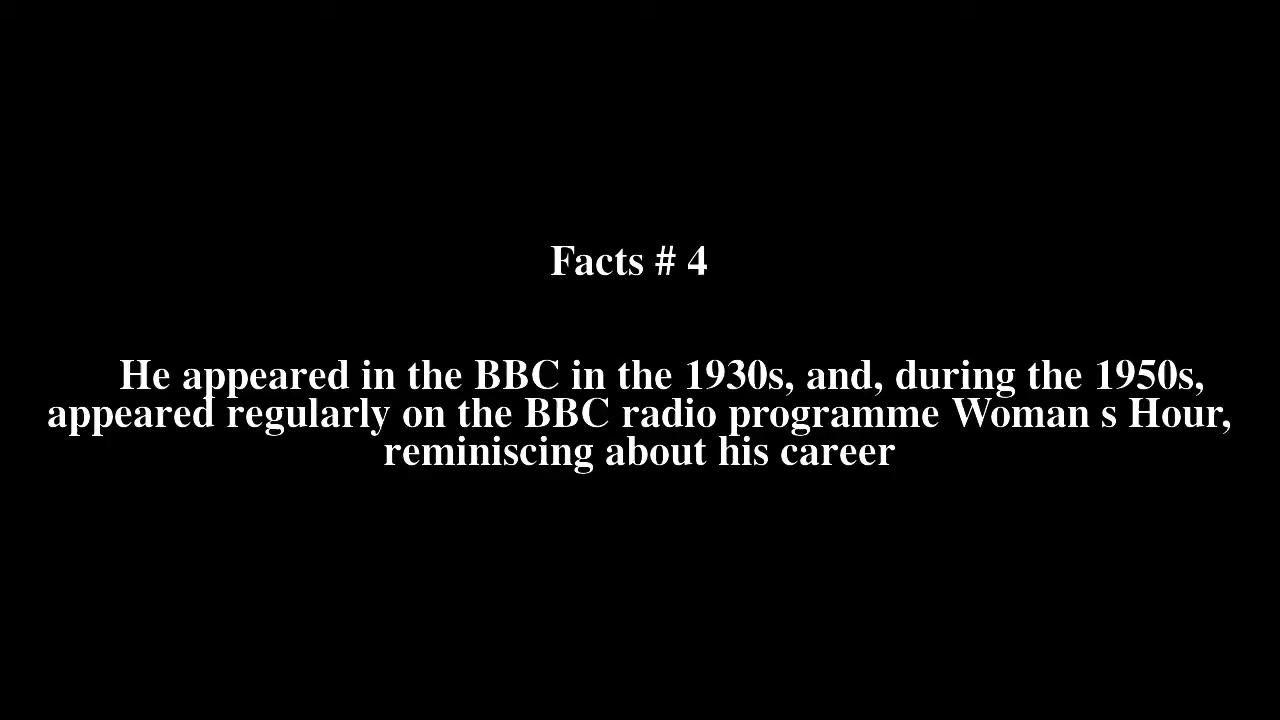 Facts # 4
He appeared in the BBC in the 1930s, and, during the 1950s,
appeared regularly on the BBC radio programme Woman s Hour,
reminiscing about his career